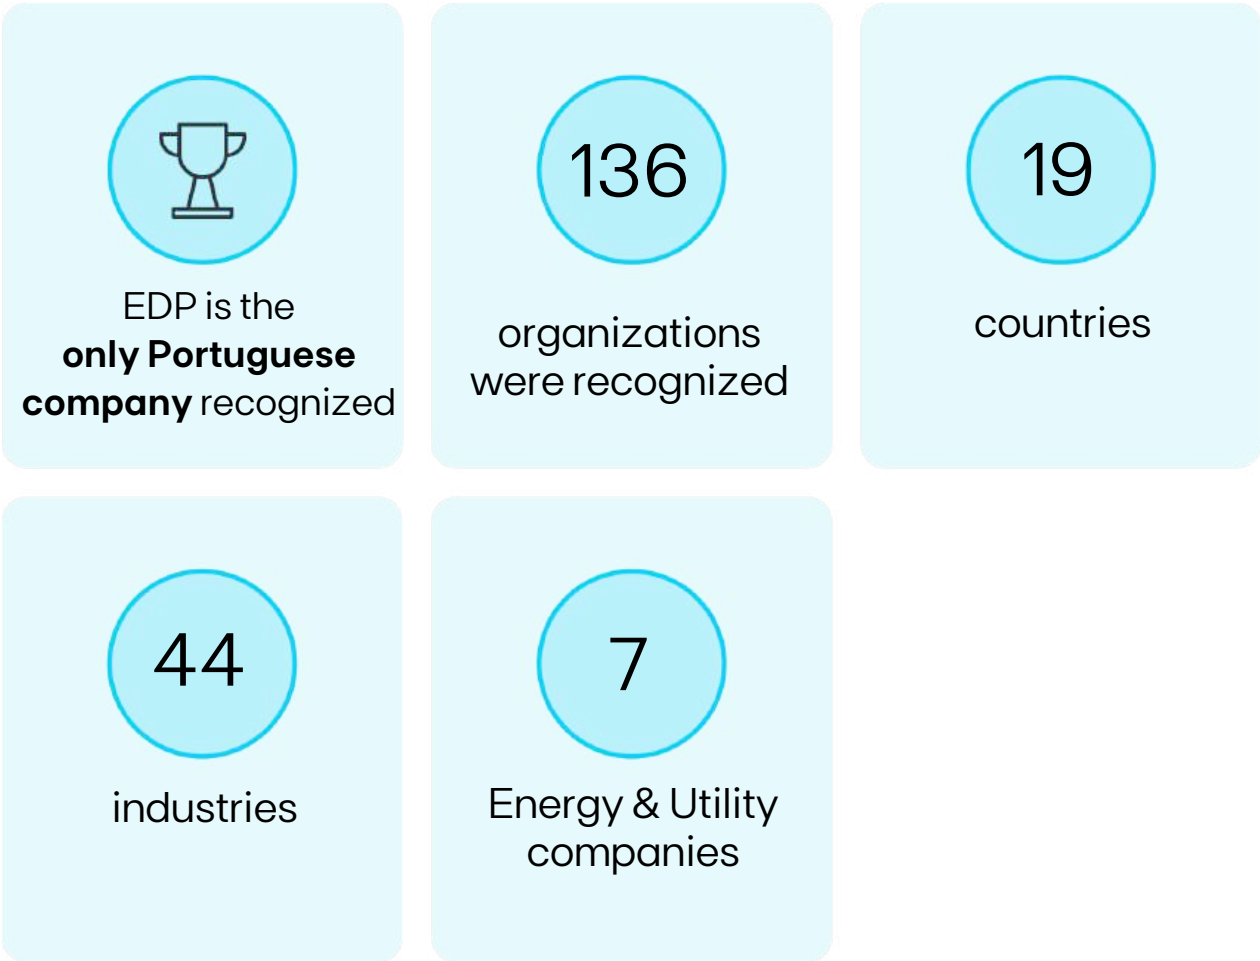 EDP is the
only Portuguese
company recognized
136
organizations
were recognized
19
countries
44
industries
7
Energy & Utility
companies